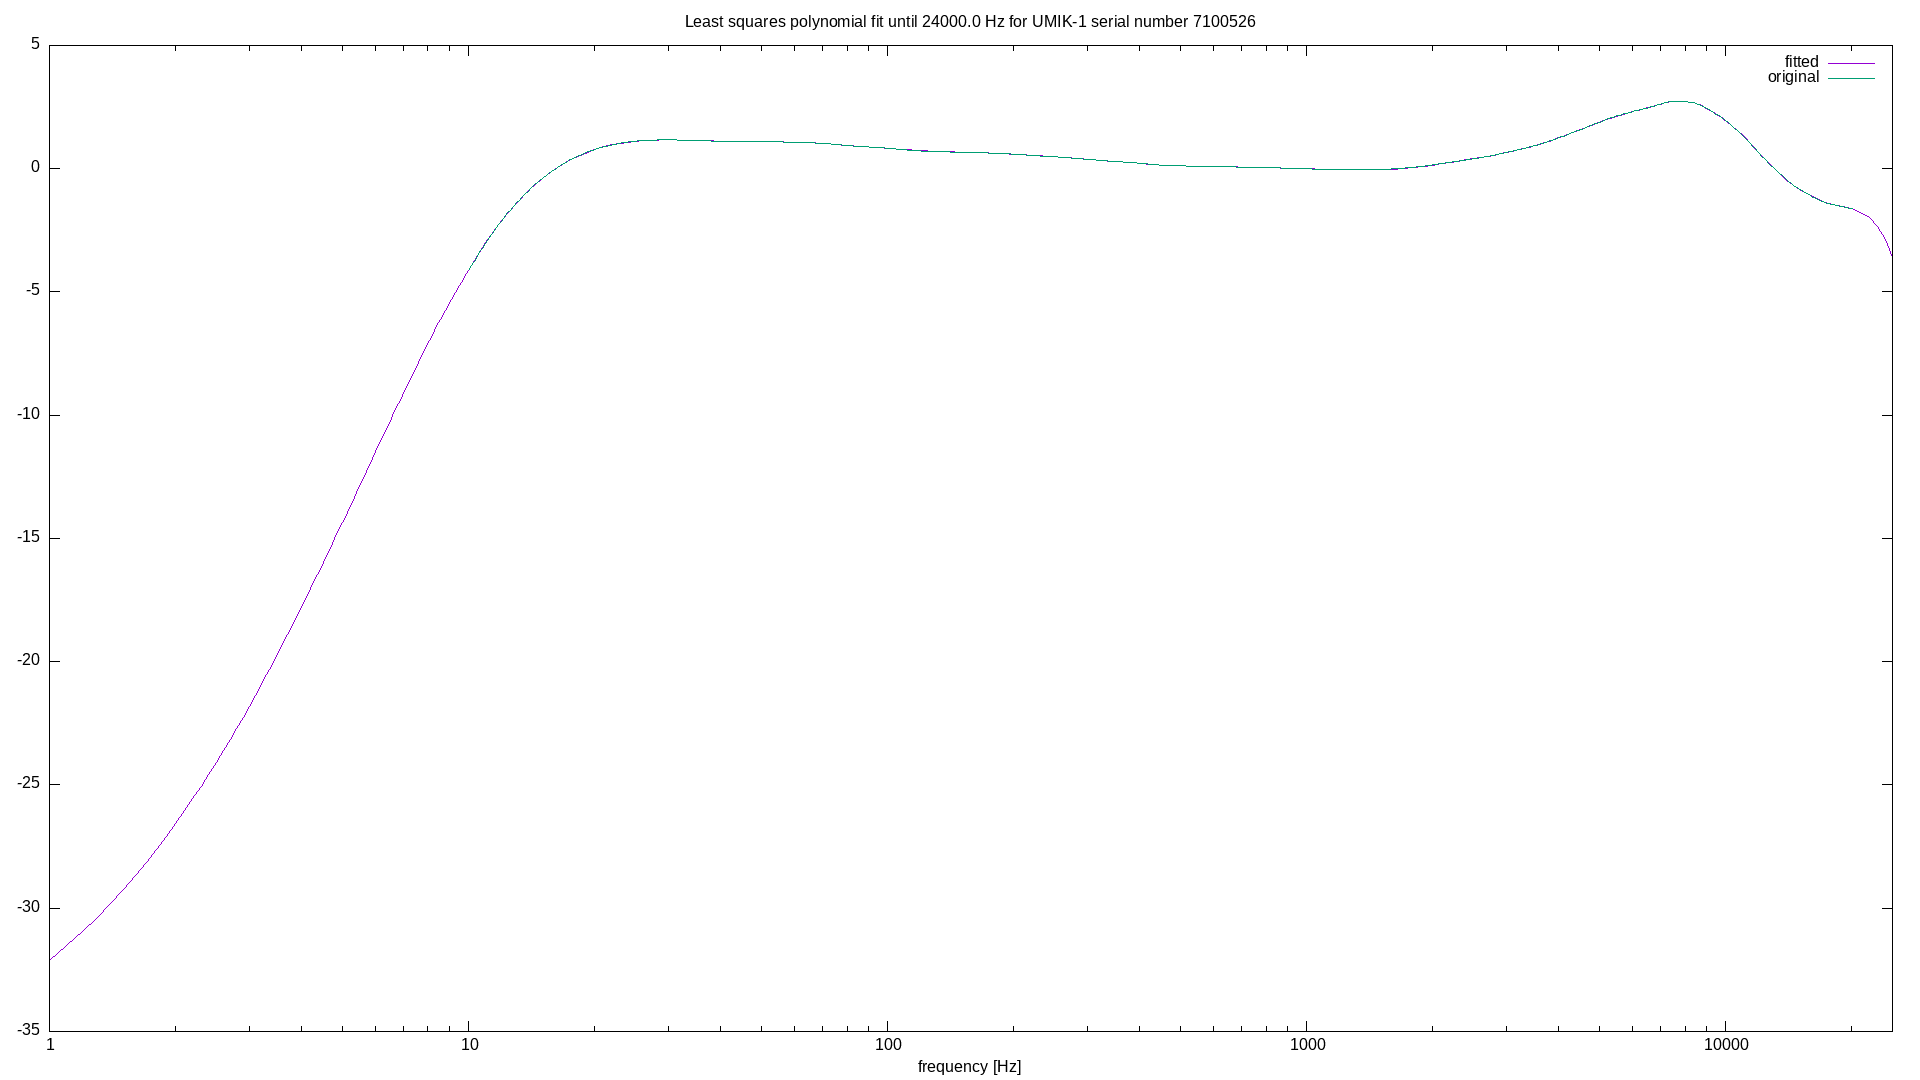 Least squares polynomial fit until 24000.0 Hz for UMIK-1 serial number 7100526
fitted
original
5
0
-5
-10
-15
-20
-25
-30
-35
1 10 100 1000 10000
frequency [Hz]